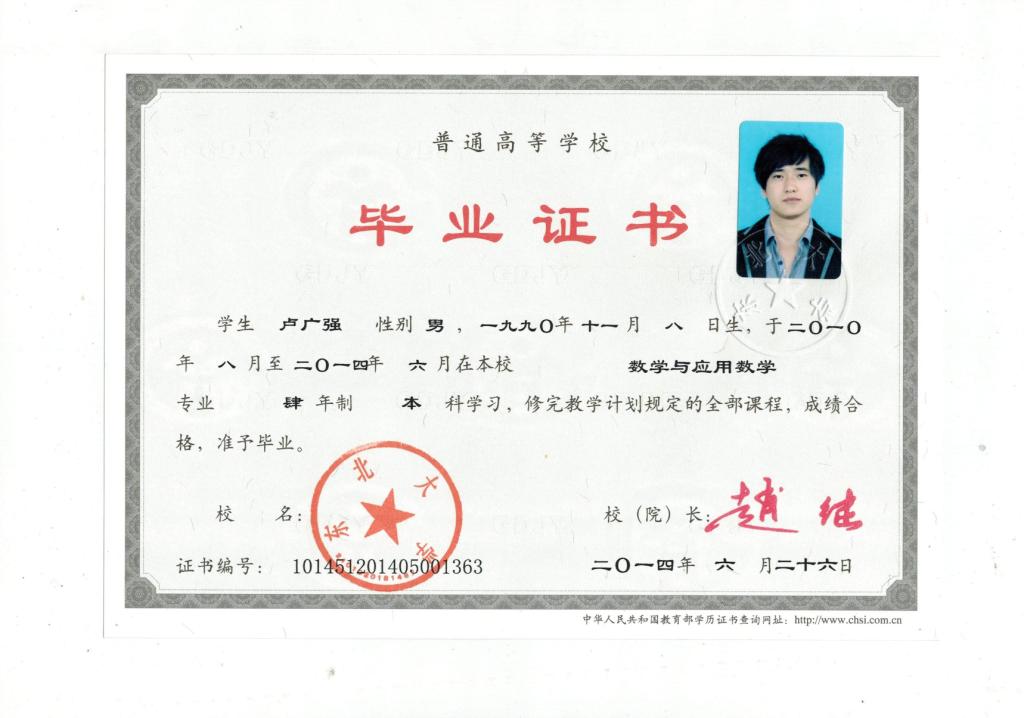 普通高等学校
毕业证书
学生 卢广强 性别 男，一九九〇年 十一 月 八 日生，于 二〇一〇
年 八 月至 二〇一四年 六 月在本校 数学与应用数学
专业 肆 年制 本 科学习，修完教学计划规定的全部课程，成绩合
格，准予毕业。
校 名：
东北大学
校（院）长：赵继
证书编号： 101451201405001363
二〇一四年 六 月二十六日
中华人民共和国教育部学历证书查询网址：http://www.chsi.com.cn